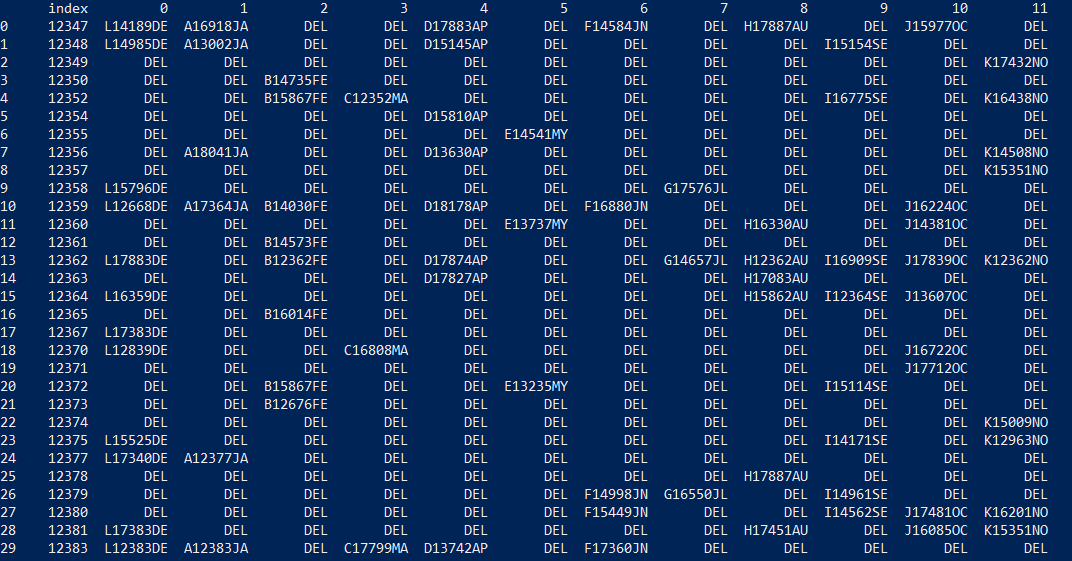 index 0 1 2 3 4 5 6 7 8 9 10 11
0 12347 L14189DE A16918JA DEL DEL D17883AP DEL F14584JN DEL H17887AU DEL J15977OC DEL
1 12348 L14985DE A13002JA DEL DEL D15145AP DEL DEL DEL DEL I15154SE DEL DEL
2 12349 DEL DEL DEL DEL DEL DEL DEL DEL DEL DEL DEL K17432NO
3 12350 DEL DEL B14735FE DEL DEL DEL DEL DEL DEL DEL DEL DEL
4 12352 DEL DEL B15867FE C12352MA DEL DEL DEL DEL DEL I16775SE DEL K16438NO
5 12354 DEL DEL DEL DEL D15810AP DEL DEL DEL DEL DEL DEL DEL
6 12355 DEL DEL DEL DEL DEL E14541MY DEL DEL DEL DEL DEL DEL
7 12356 DEL A18041JA DEL DEL D13630AP DEL DEL DEL DEL DEL DEL K14508NO
8 12357 DEL DEL DEL DEL DEL DEL DEL DEL DEL DEL DEL K15351NO
9 12358 L15796DE DEL DEL DEL DEL DEL DEL G17576JL DEL DEL DEL DEL
10 12359 L12668DE A17364JA B14030FE DEL D18178AP DEL F16880JN DEL DEL DEL J16224OC DEL
11 12360 DEL DEL DEL DEL DEL E13737MY DEL DEL H16330AU DEL J14381OC DEL
12 12361 DEL DEL B14573FE DEL DEL DEL DEL DEL DEL DEL DEL DEL
13 12362 L17883DE DEL B12362FE DEL D17874AP DEL DEL G14657JL H12362AU I16909SE J17839OC K12362NO
14 12363 DEL DEL DEL DEL D17827AP DEL DEL DEL H17083AU DEL DEL DEL
15 12364 L16359DE DEL DEL DEL DEL DEL DEL DEL H15862AU I12364SE J13607OC DEL
16 12365 DEL DEL B16014FE DEL DEL DEL DEL DEL DEL DEL DEL DEL
17 12367 L17383DE DEL DEL DEL DEL DEL DEL DEL DEL DEL DEL DEL
18 12370 L12839DE DEL DEL C16808MA DEL DEL DEL DEL DEL DEL J16722OC DEL
19 12371 DEL DEL DEL DEL DEL DEL DEL DEL DEL DEL J17712OC DEL
20 12372 DEL DEL B15867FE DEL DEL E13235MY DEL DEL DEL I15114SE DEL DEL
21 12373 DEL DEL B12676FE DEL DEL DEL DEL DEL DEL DEL DEL DEL
22 12374 DEL DEL DEL DEL DEL DEL DEL DEL DEL DEL DEL K15009NO
23 12375 L15525DE DEL DEL DEL DEL DEL DEL DEL DEL I14171SE DEL K12963NO
24 12377 L17340DE A12377JA DEL DEL DEL DEL DEL DEL DEL DEL DEL DEL
25 12378 DEL DEL DEL DEL DEL DEL DEL DEL H17887AU DEL DEL DEL
26 12379 DEL DEL DEL DEL DEL DEL F14998JN G16550JL DEL I14961SE DEL DEL
27 12380 DEL DEL DEL DEL DEL DEL F15449JN DEL DEL I14562SE J17481OC K16201NO
28 12381 L17383DE DEL DEL DEL DEL DEL DEL DEL H17451AU DEL J16085OC K15351NO
29 12383 L12383DE A12383JA DEL C17799MA D13742AP DEL F17360JN DEL DEL DEL DEL DEL